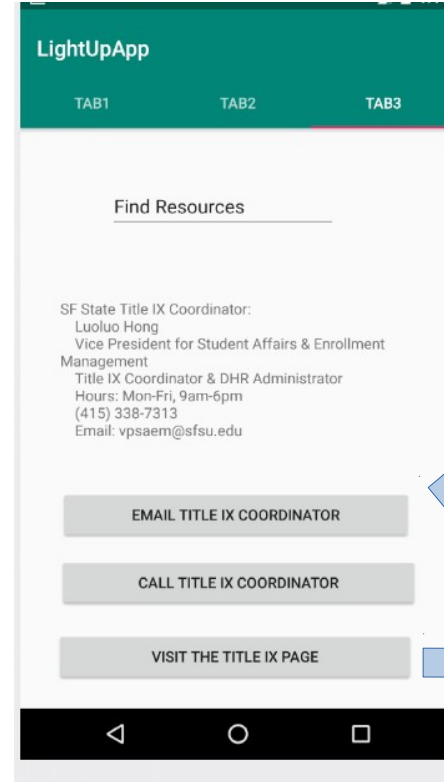 LightUpApp
TAB1 TAB2 TAB3
Find Resources
SF State Title IX Coordinator:
Luoluo Hong
Vice President for Student Affairs & Enrollment
Management
Title IX Coordinator & DHR Administrator
Hours: Mon-Fri, 9am-6pm
(415) 338-7313
Email: vpsaem@sfsu.edu
EMAIL TITLE IX COORDINATOR
CALL TITLE IX COORDINATOR
VISIT THE TITLE IX PAGE